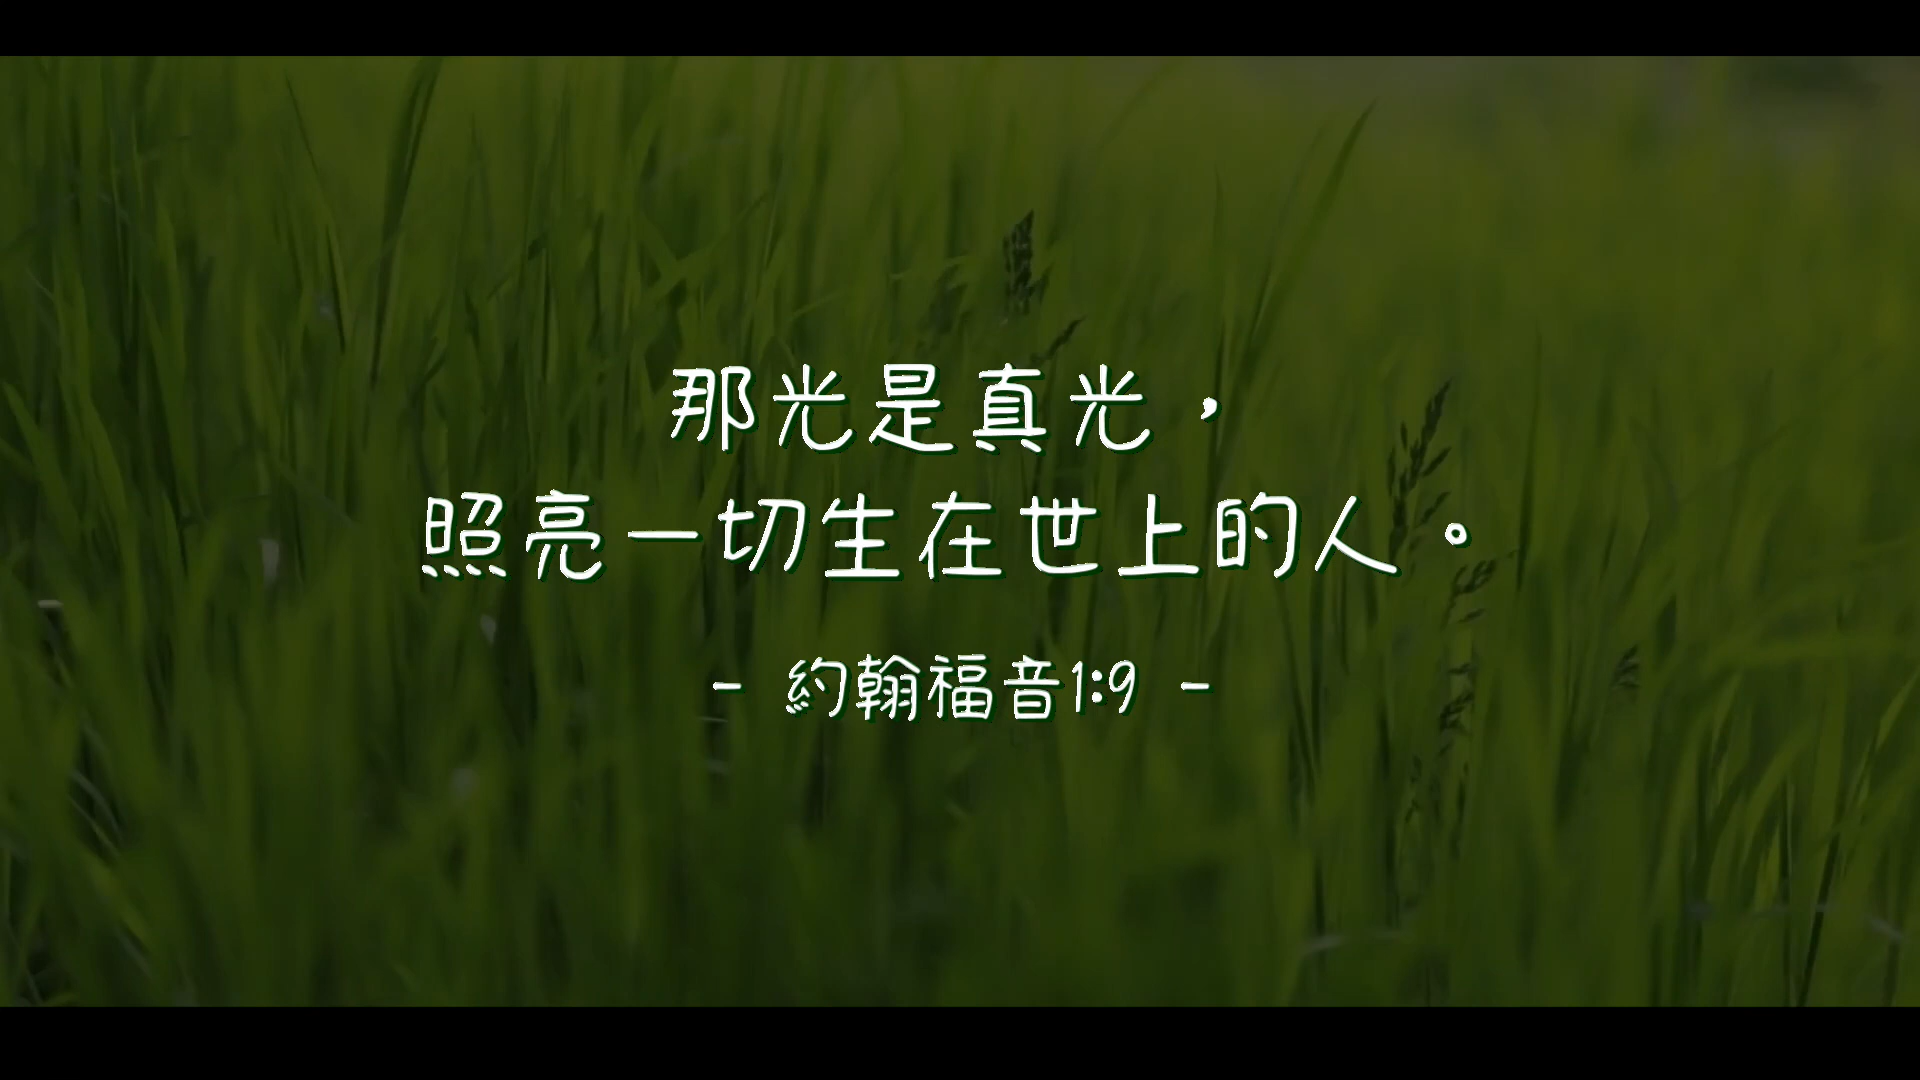 那光是真光，
照亮一切生在世上的人。
- 約翰福音1:9 -